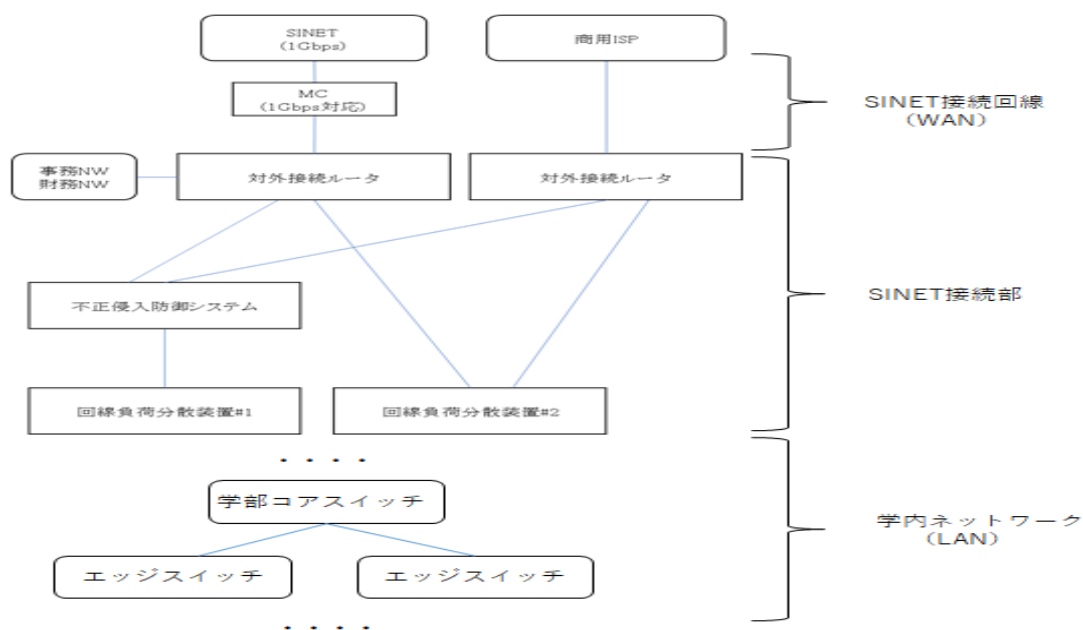 SINET
(1Gbps)
商用ISP
MC
(1Gbps対応)
SINET接続回線
(WAN)
事務NW
財務NW
対外接続ルータ
対外接続ルータ
不正侵入防御システム
SINET接続部
回線負荷分散装置#1
回線負荷分散装置#2
・・・・
学部コアスイッチ
学内ネットワーク
(LAN)
エッジスイッチ
エッジスイッチ
・・・・